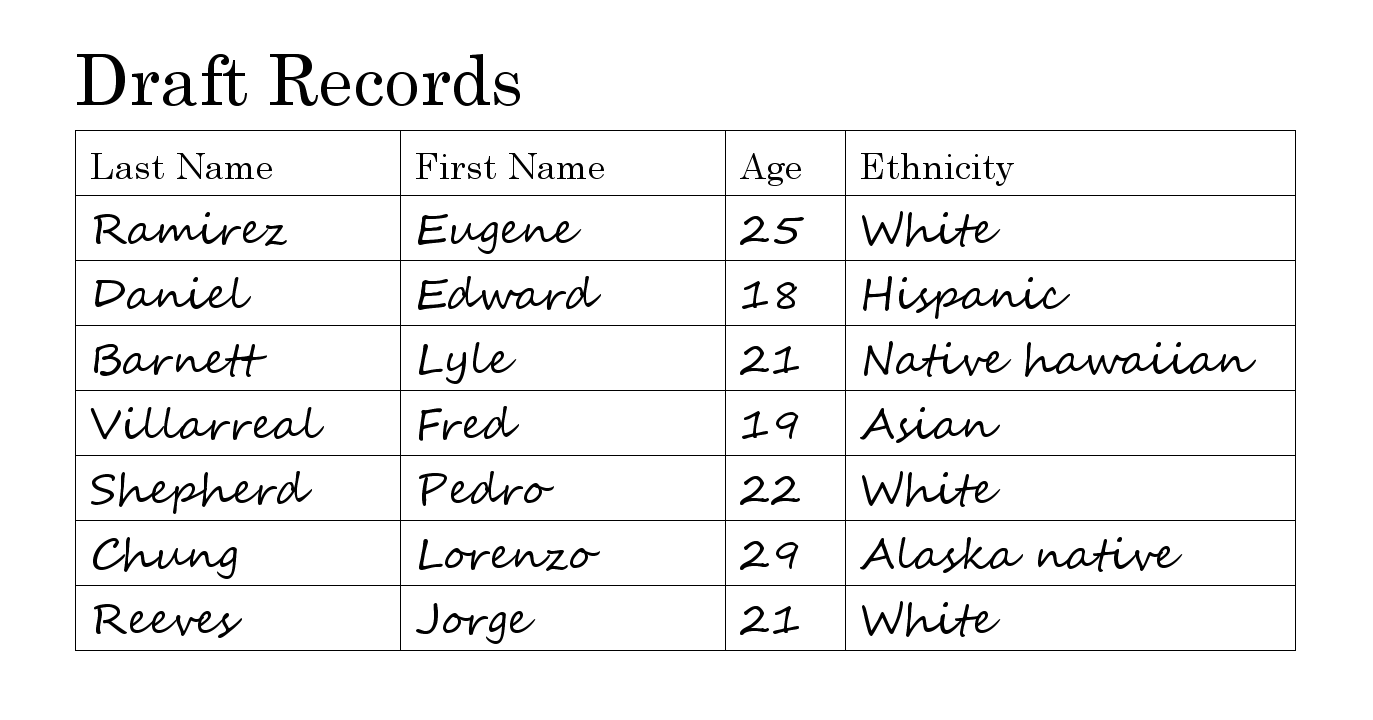 Draft Records
Last Name First Name Age Ethnicity
Ramirez Eugene 25 White
Daniel Edward 18 Hispanic
Barnett Lyle 21 Native hawaiian
Villarreal Fred 19 Asian
Shepherd Pedro 22 White
Chung Lorenzo 29 Alaska native
Reeves Jorge 21 White